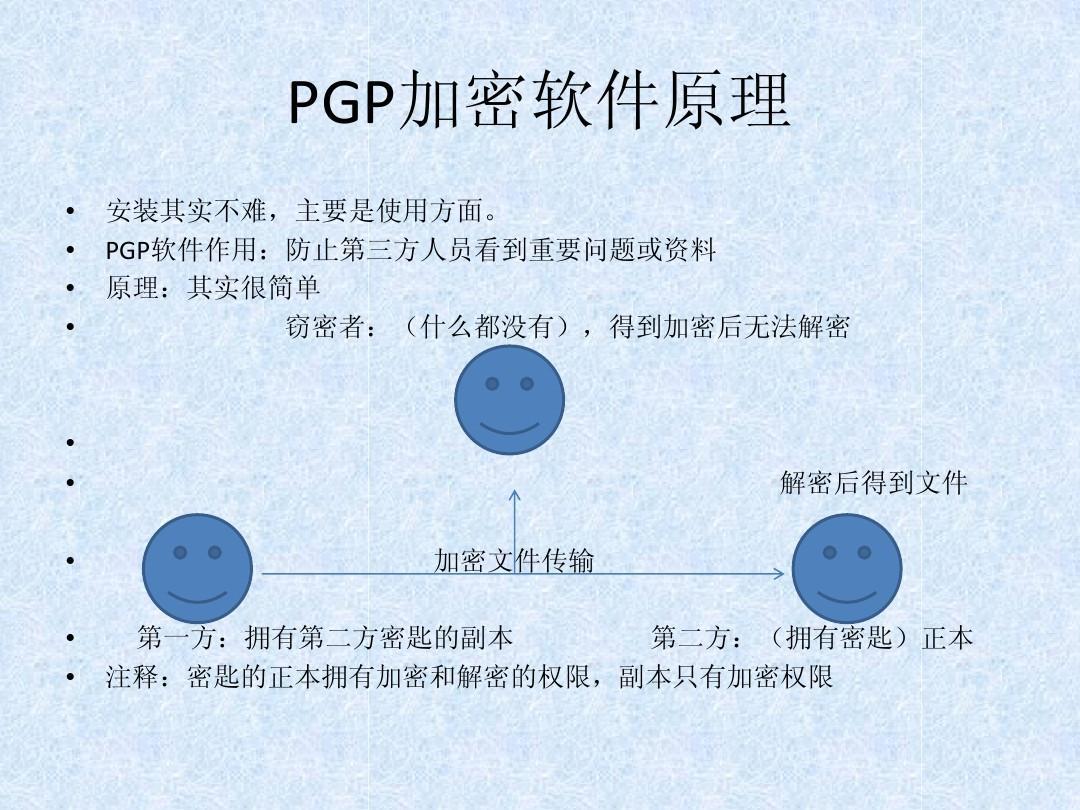 PGP加密软件原理
• 安装其实不难，主要是使用方面。
• PGP软件作用：防止第三方人员看到重要问题或资料
• 原理：其实很简单
• 窃密者：（什么都没有），得到加密后无法解密
•
• 解密后得到文件
• 加密文件传输
• 第一方：拥有第二方密匙的副本 第二方：（拥有密匙）正本
• 注释：密匙的正本拥有加密和解密的权限，副本只有加密权限